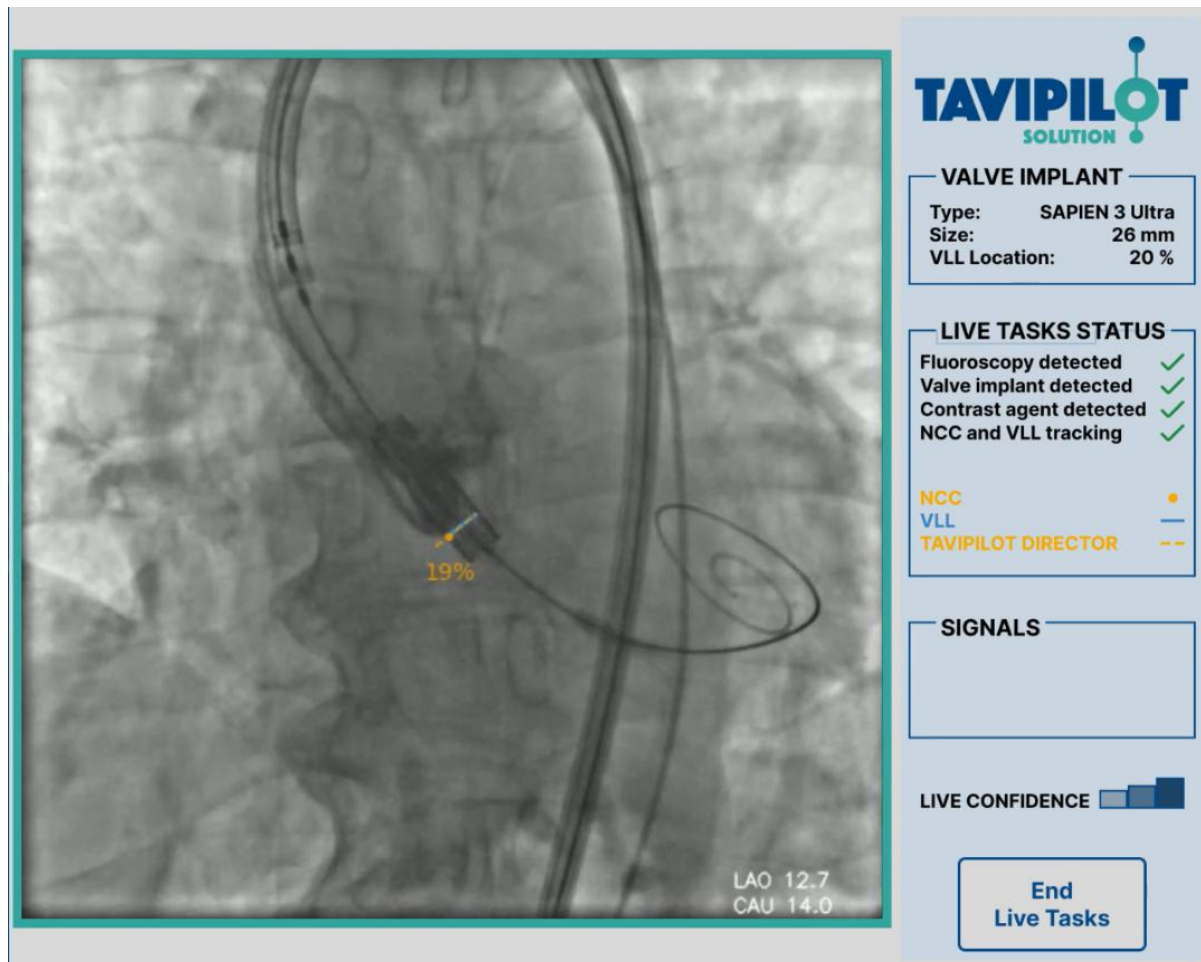 TAVIPILOT
SOLUTION
VALVE IMPLANT
Type: SAPIEN 3 Ultra
Size: 26 mm
VLL Location: 20 %
LIVE TASKS STATUS
Fluoroscopy detected
Valve implant detected
Contrast agent detected
NCC and VLL tracking
NCC
VLL
TAVIPILOT DIRECTOR
SIGNALS
LIVE CONFIDENCE
End
Live Tasks
19%
LAO 12.7
CAU 14.0